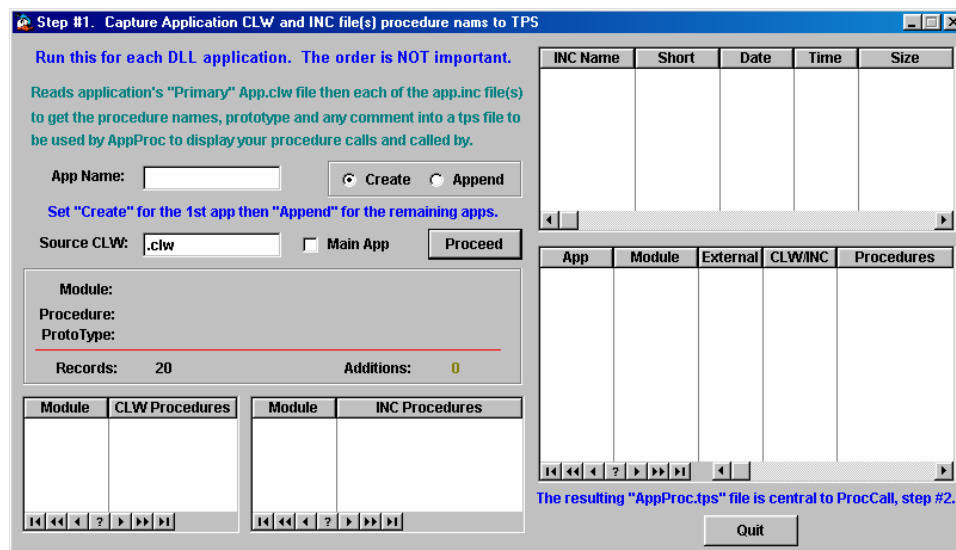 Step #1. Capture Application CLW and INC file(s) procedure nams to TPS
Run this for each DLL application. The order is NOT important.
Reads application's "Primary" App.clw file then each of the app.inc file(s)
to get the procedure names, prototype and any comment into a tps file to
be used by AppProc to display your procedure calls and called by.
App Name:
Create Append
Set "Create" for the 1st app then "Append" for the remaining apps.
Source CLW: .clw Main App Proceed
Module:
Procedure:
ProtoType:
Records: 20 Additions: 0
Module CLW Procedures
Module INC Procedures
INC Name Short Date Time Size
App Module External CLW/INC Procedures
The resulting "AppProc.tps" file is central to ProcCall, step #2.
Quit